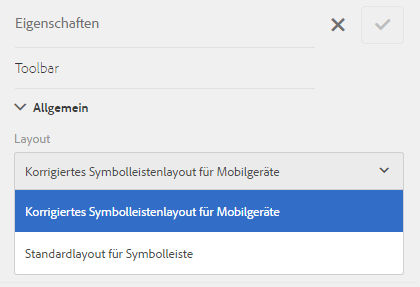 Eigenschaften
Toolbar
Allgemein
Layout
Korrigiertes Symbolleistenlayout für Mobilgeräte
Korrigiertes Symbolleistenlayout für Mobilgeräte
Standardlayout für Symbolleiste